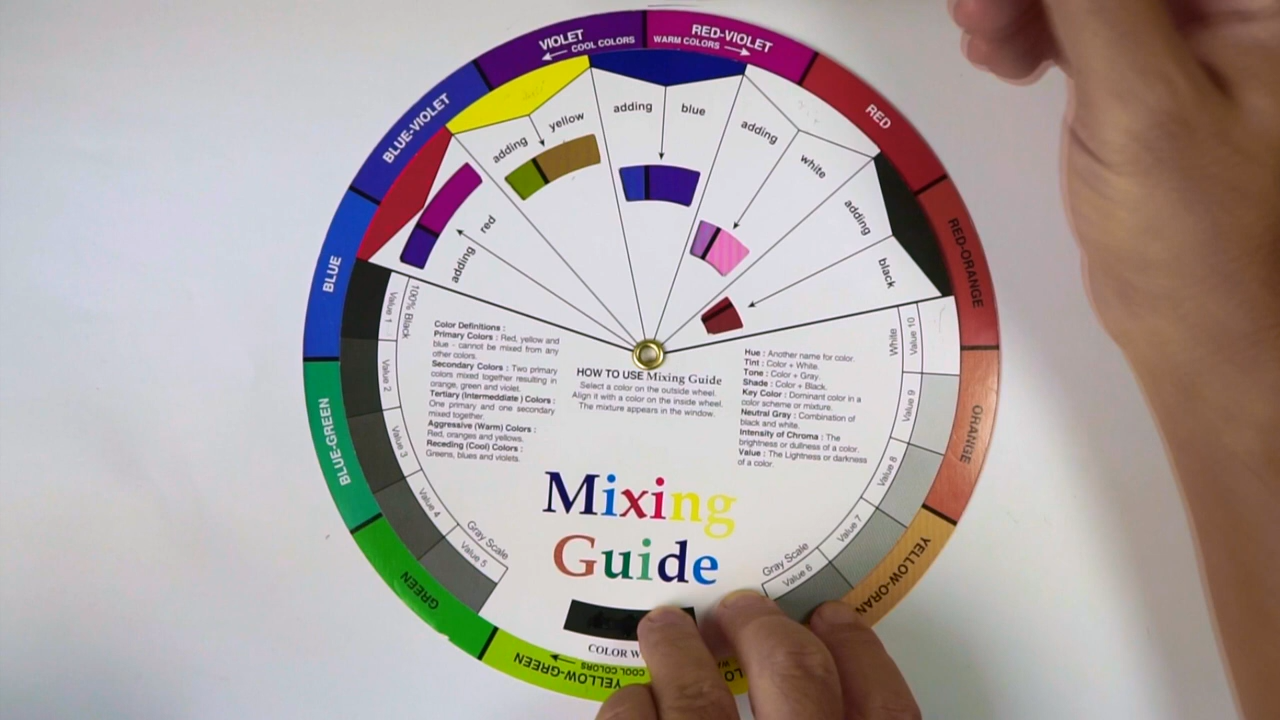 VIOLET
COOL COLORS
RED-VIOLET
WARM COLORS
BLUE-VIOLET
RED
BLUE
RED-ORANGE
BLUE-GREEN
ORANGE
GREEN
YELLOW-ORAN
YELLOW-GREEN
COOL COLORS
adding red
adding yellow
adding blue
adding white
adding black
100% Black
Value 1
Value 2
Value 3
Value 4
Value 5
Gray Scale
White
Value 10
Value 9
Value 8
Value 7
Value 6
Gray Scale
Color Definitions :
Primary Colors : Red, yellow and
blue - cannot be mixed from any
other colors.
Secondary Colors : Two primary
colors mixed together resulting in
orange, green and violet.
Tertiary (Intermeddiate ) Colors :
One primary and one secondary
mixed together.
Aggressive (Warm) Colors :
Red, oranges and yellows.
Receding (Cool) Colors :
Greens, blues and violets.
HOW TO USE Mixing Guide
Select a color on the outside wheel.
Align it with a color on the inside wheel.
The mixture appears in the window.
Hue : Another name for color.
Tint : Color + White.
Tone : Color + Gray.
Shade : Color + Black.
Key Color : Dominant color in a
color scheme or mixture.
Neutral Gray : Combination of
black and white.
Intensity of Chroma : The
brightness or dullness of a color.
Value : The Lightness or darkness
of a color.
Mixing
Guide
COLOR W